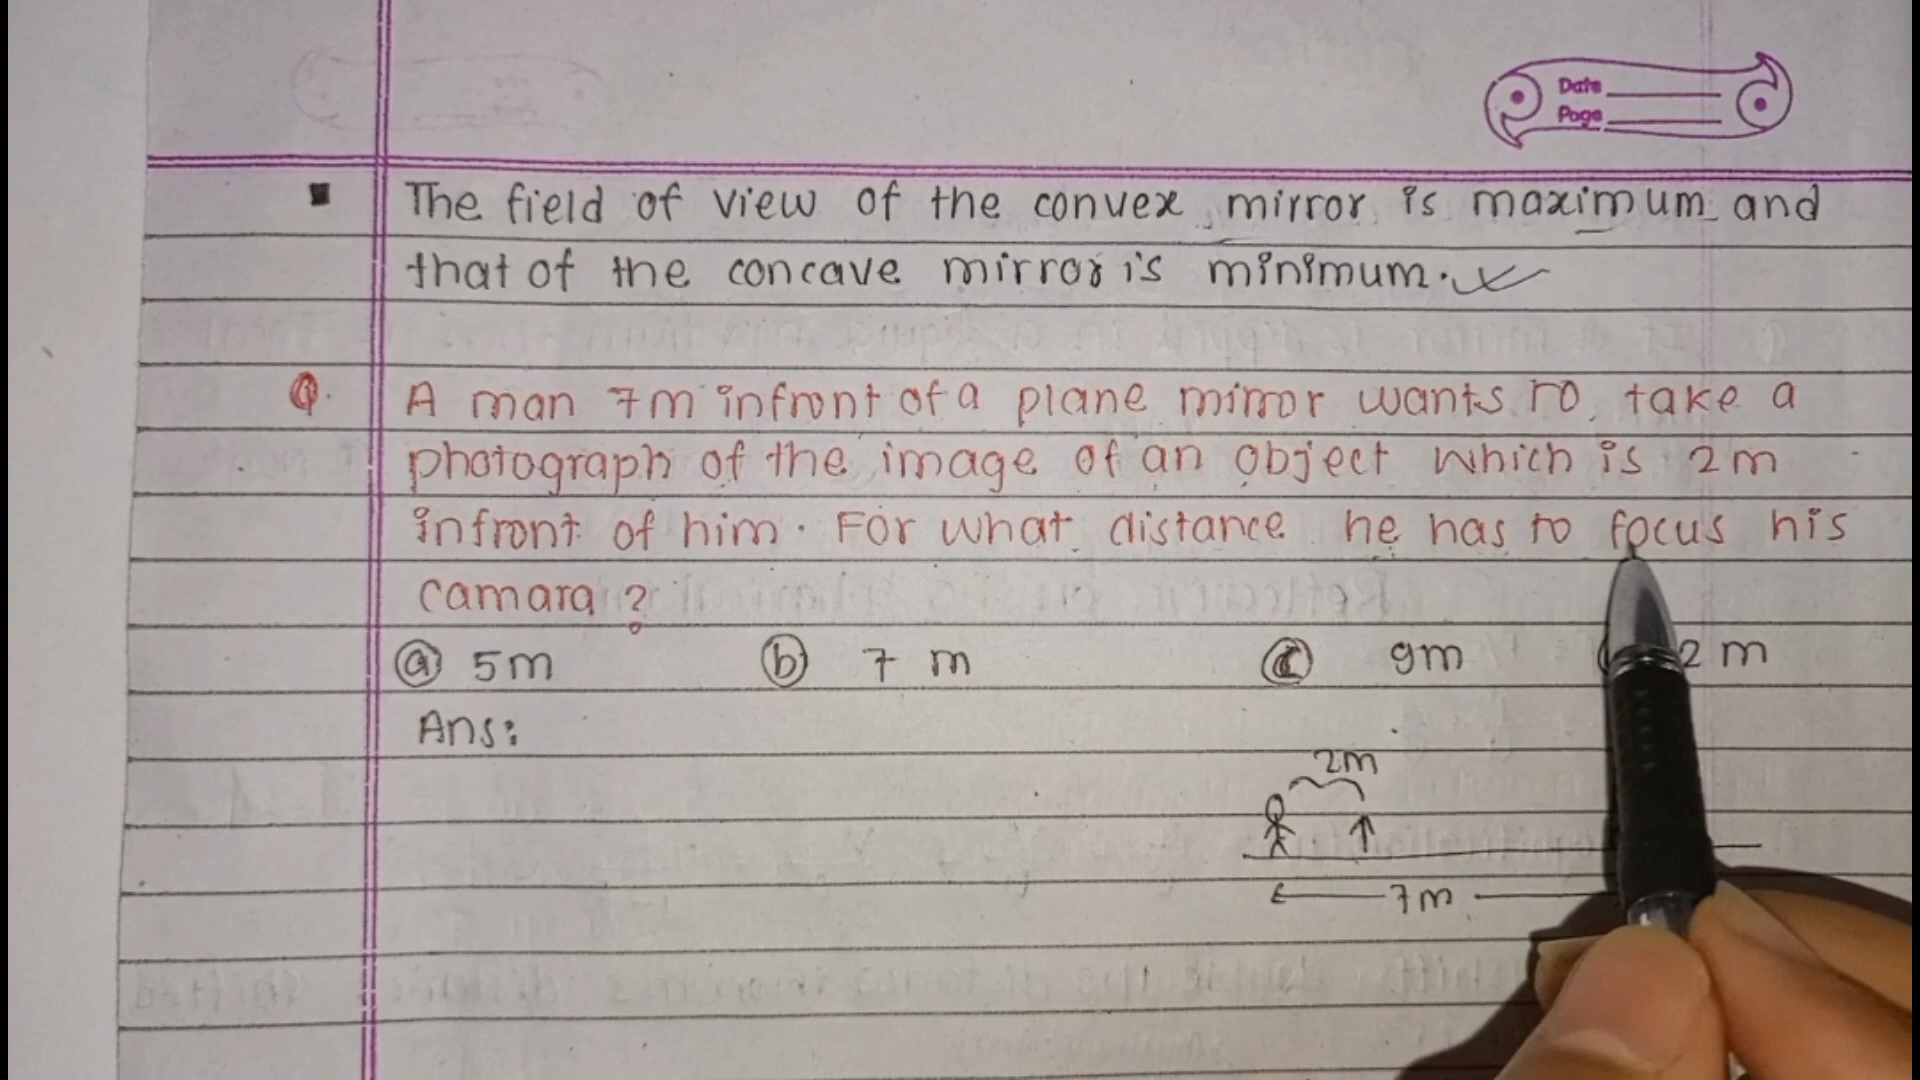 Date
Page
The field of view of the convex mirror is maximum and
that of the concave mirror is minimum.
Q. A man 7m infront of a plane mirror wants to take a
photograph of the image of an object which is 2m
infront of him. For what distance he has to focus his
camara?
(a) 5m (b) 7 m (c) 9m 2 m
Ans:
2m
7m